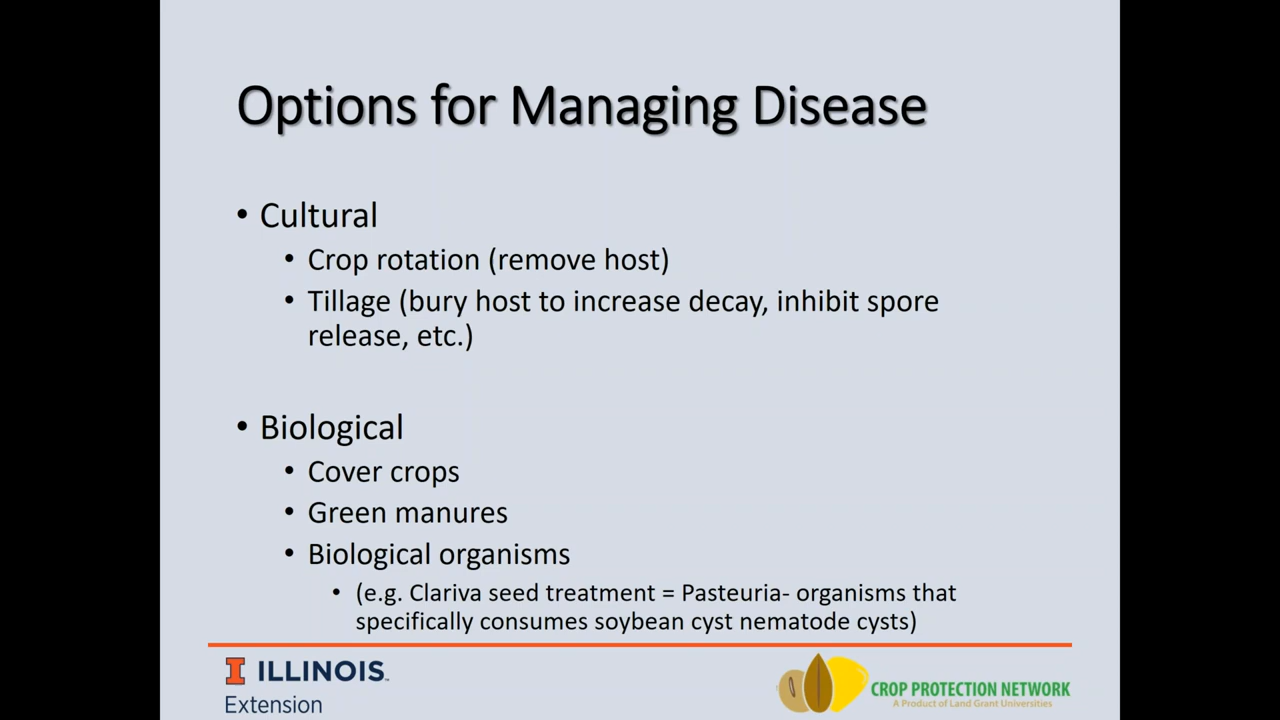 Options for Managing Disease
• Cultural
• Crop rotation (remove host)
• Tillage (bury host to increase decay, inhibit spore
release, etc.)
• Biological
• Cover crops
• Green manures
• Biological organisms
• (e.g. Clariva seed treatment = Pasteuria- organisms that
specifically consumes soybean cyst nematode cysts)
I ILLINOIS
Extension
CROP PROTECTION NETWORK
A Product of Land Grant Universities